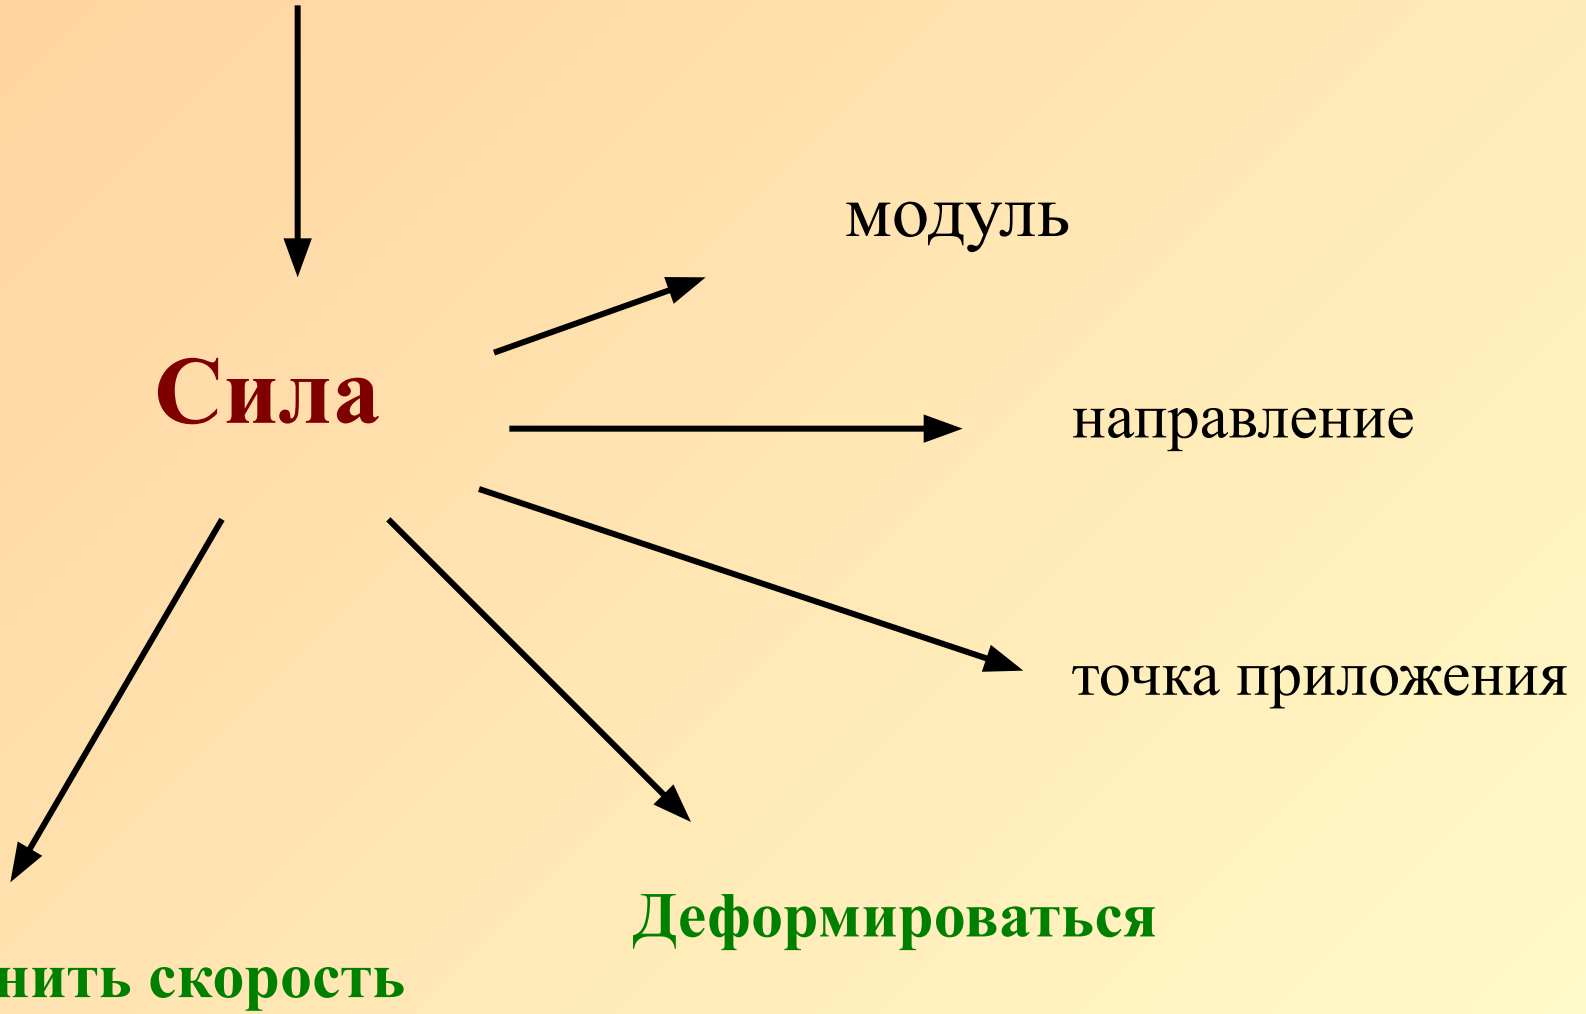 модуль
Сила
направление
точка приложения
Деформироваться
нить скорость